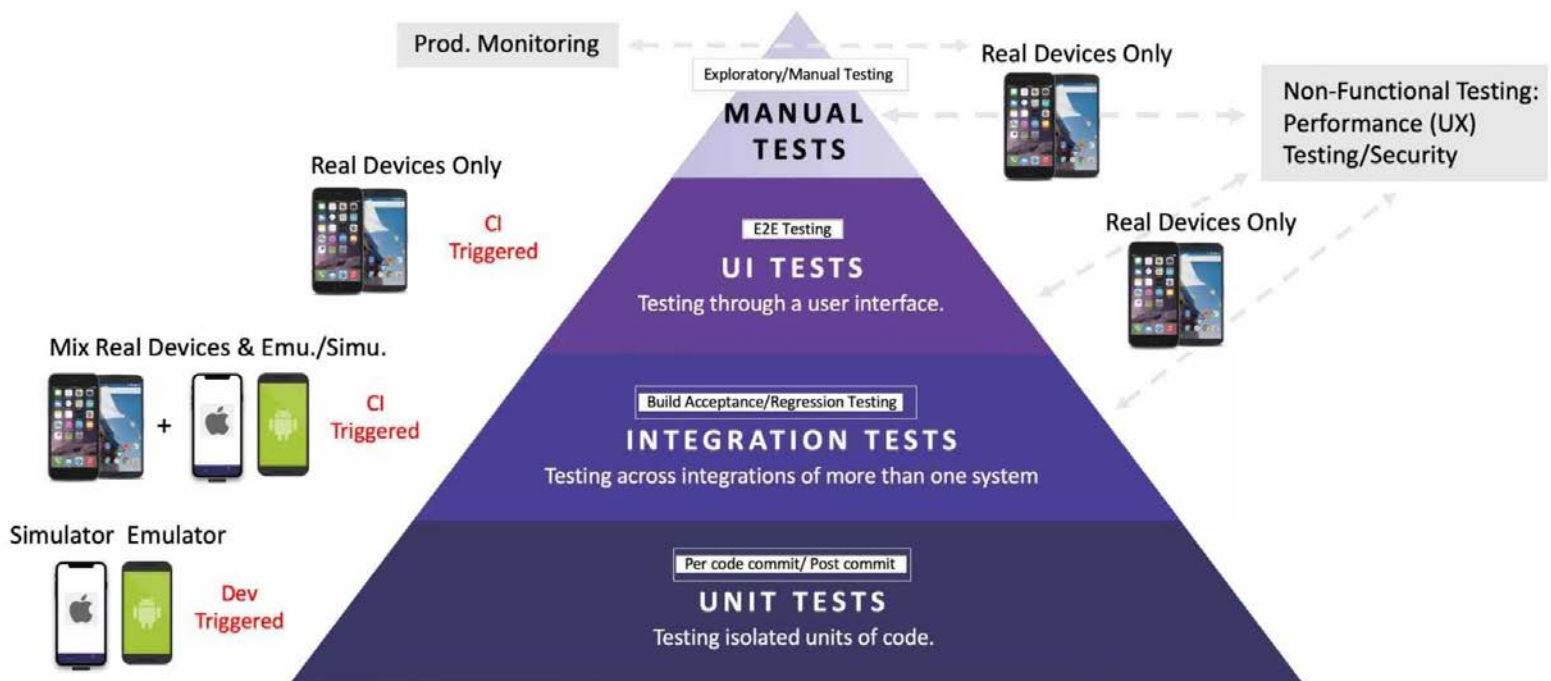 Prod. Monitoring
Real Devices Only
Exploratory/Manual Testing
MANUAL
TESTS
Non-Functional Testing:
Performance (UX)
Testing/Security
Real Devices Only
CI
Triggered
E2E Testing
UI TESTS
Testing through a user interface.
Real Devices Only
Mix Real Devices & Emu./Simu.
+
CI
Triggered
Build Acceptance/Regression Testing
INTEGRATION TESTS
Testing across integrations of more than one system
Simulator Emulator
Dev
Triggered
Per code commit/ Post commit
UNIT TESTS
Testing isolated units of code.